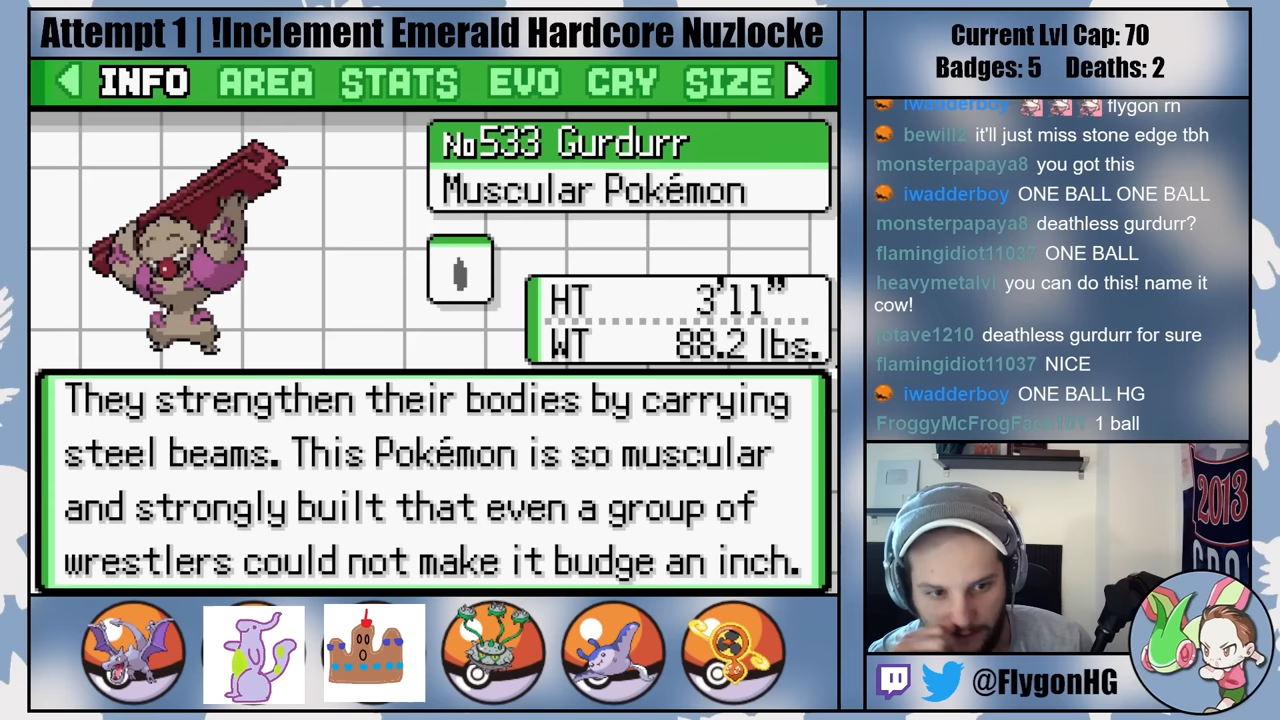 Attempt 1 | !Inclement Emerald Hardcore Nuzlocke
INFO AREA STATS EVO CRY SIZE
№533 Gurdurr
Muscular Pokémon
HT 3'11"
WT 88.2 lbs.
They strengthen their bodies by carrying
steel beams. This Pokémon is so muscular
and strongly built that even a group of
wrestlers could not make it budge an inch.
Current Lvl Cap: 70
Badges: 5 Deaths: 2
iwadderboy flygon rn
bewill2 it'll just miss stone edge tbh
monsterpapaya8 you got this
iwadderboy ONE BALL ONE BALL
monsterpapaya8 deathless gurdurr?
flamingidiot11037 ONE BALL
heavymetalvi you can do this! name it
cow!
jotave1210 deathless gurdurr for sure
flamingidiot11037 NICE
iwadderboy ONE BALL HG
1 ball
2013
@FlygonHG